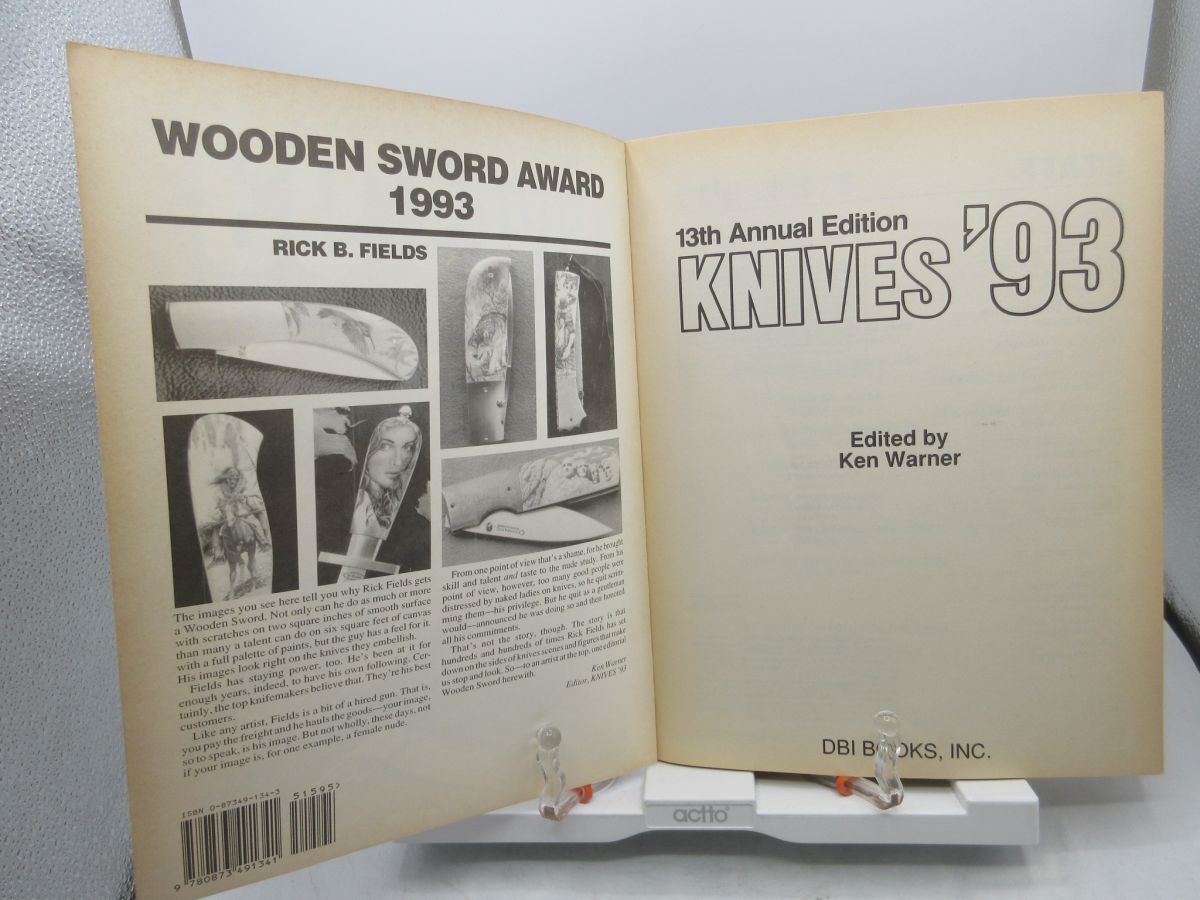 WOODEN SWORD AWARD
1993
RICK B. FIELDS
The images you see here tell you why Rick Fields gets
a Wooden Sword. Not only can he do as much or more
with scratches on two square inches of smooth surface
than many a talent can do on six square feet of canvas
with a full palette of paints, but the guy has a feel for it.
His images look right on the knives they embellish.
Fields has staying power, too. He's been at it for
enough years, indeed, to have his own following. Cer-
tainly, the top knifemakers believe that. They're his best
customers.
Like any artist, Fields is a bit of a hired gun. That is,
you pay the freight and he hauls the goods—your image,
so to speak, is his image. But not wholly, these days, not
if your image is, for one example, a female nude.
From one point of view that's a shame, for he brought
skill and talent and taste to the nude study. From his
point of view, however, too many good people were
distressed by naked ladies on knives, so he quit scrim-
ming them—his privilege. But he quit as a gentleman
would—announced he was doing so and then honored
all his commitments.
That's not the story, though. The story is that
hundreds and hundreds of times Rick Fields has set
down on the sides of knives scenes and figures that make
us stop and look. So—to an artist at the top, one editorial
Wooden Sword herewith.
Ken Warner
Editor, KNIVES '93
ISBN 0-87349-134-3
51595>
9 780873 491341
13th Annual Edition
KNIVES '93
Edited by
Ken Warner
DBI BOOKS, INC.
actto